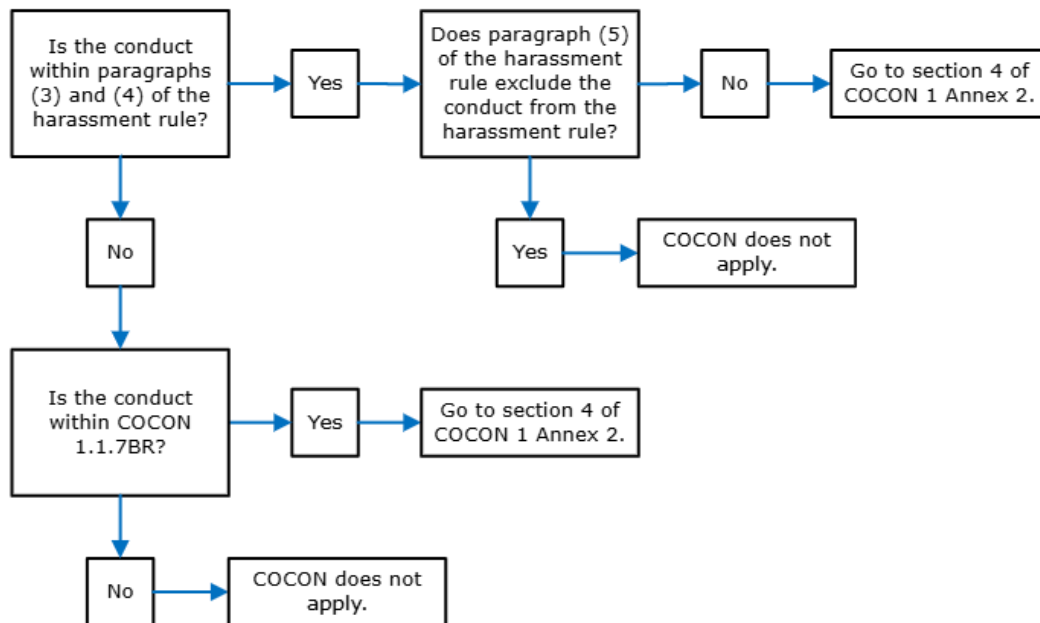 Is the conduct
within paragraphs
(3) and (4) of the
harassment rule?
Yes
Does paragraph (5)
of the harassment
rule exclude the
conduct from the
harassment rule?
No
Go to section 4 of
COCON 1 Annex 2.
No
Yes
COCON does not
apply.
Is the conduct
within COCON
1.1.7BR?
Yes
Go to section 4 of
COCON 1 Annex 2.
No
COCON does not
apply.